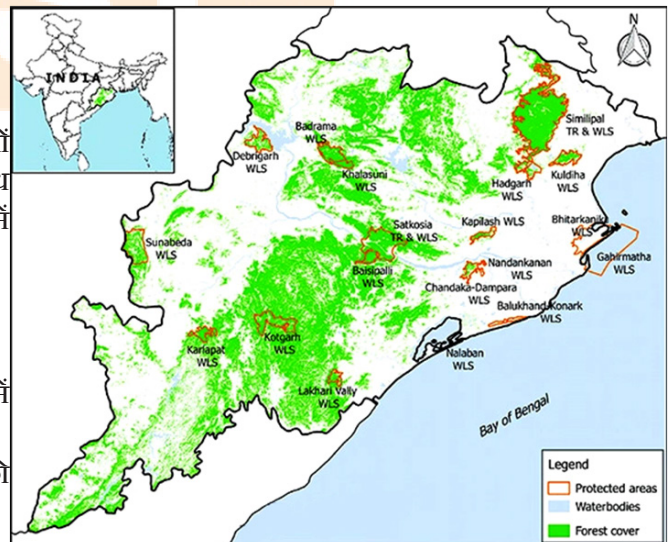 INDIA
N
Similipal
TR & WLS
Badrama
WLS
Debrigarh
WLS
Khalasuni
WLS
Hadgarh
WLS
Kuldiha
WLS
Satkosia
TR & WLS
Kapilash WLS
Bhitarkanika
WLS
Sunabeda
WLS
Baisipalli
WLS
Nandankanan
WLS
Gahirmatha
WLS
Chandaka-Dampara
WLS
Balukhand Konark
WLS
Karlapat
WLS
Kotgarh
WLS
Nalaban
WLS
Lakhari Vally
WLS
Bay of Bengal
Legend
Protected areas
Waterbodies
Forest cover